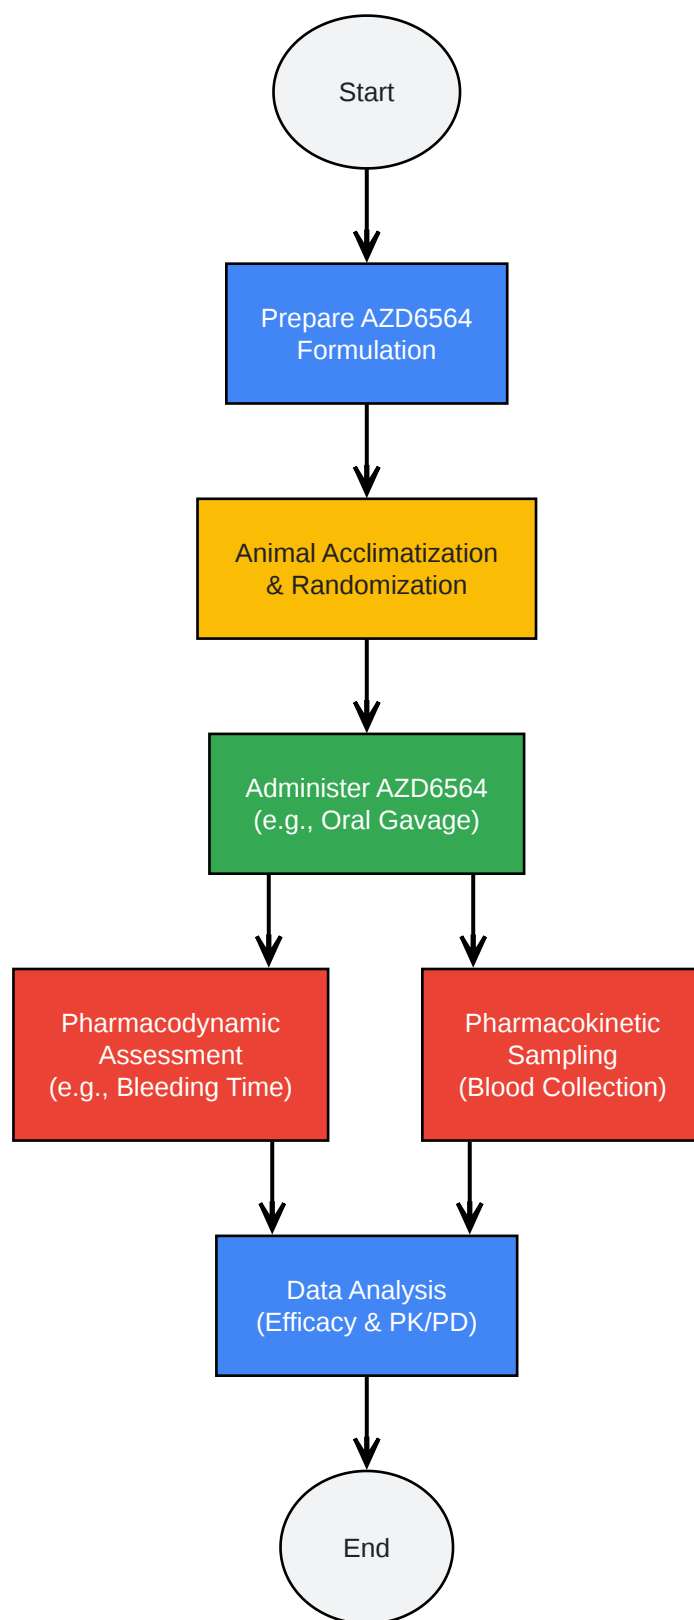 Start
Prepare AZD6564
Formulation
Animal Acclimatization
& Randomization
Administer AZD6564
(e.g., Oral Gavage)
Pharmacodynamic
Assessment
(e.g., Bleeding Time)
Pharmacokinetic
Sampling
(Blood Collection)
Data Analysis
(Efficacy & PK/PD)
End